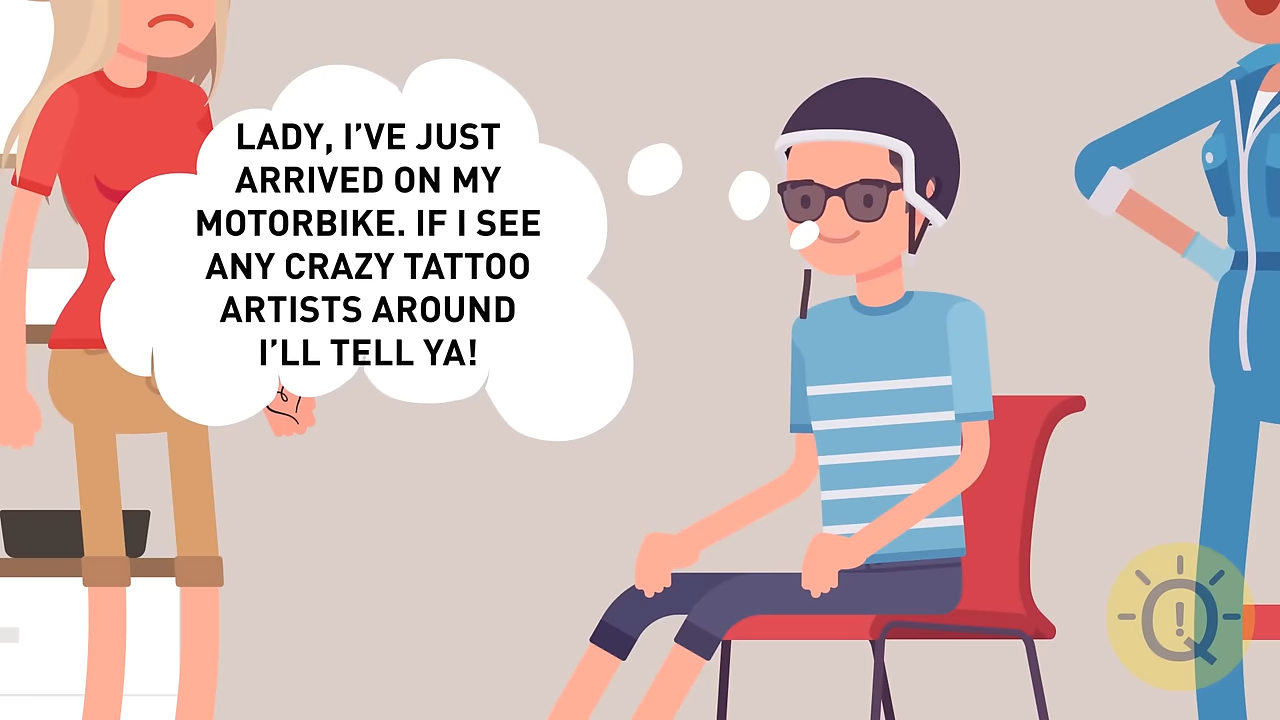 LADY, I'VE JUST
ARRIVED ON MY
MOTORBIKE. IF I SEE
ANY CRAZY TATTOO
ARTISTS AROUND
I'LL TELL YA!
Q!